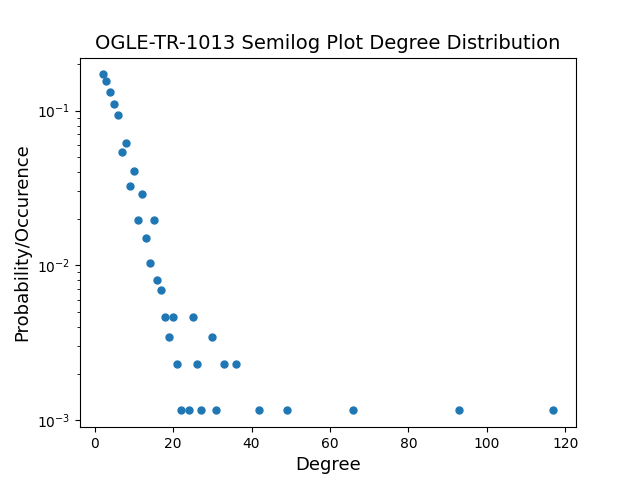 OGLE-TR-1013 Semilog Plot Degree Distribution
Probability/Occurence
10⁻¹
10⁻²
10⁻³
0 20 40 60 80 100 120
Degree